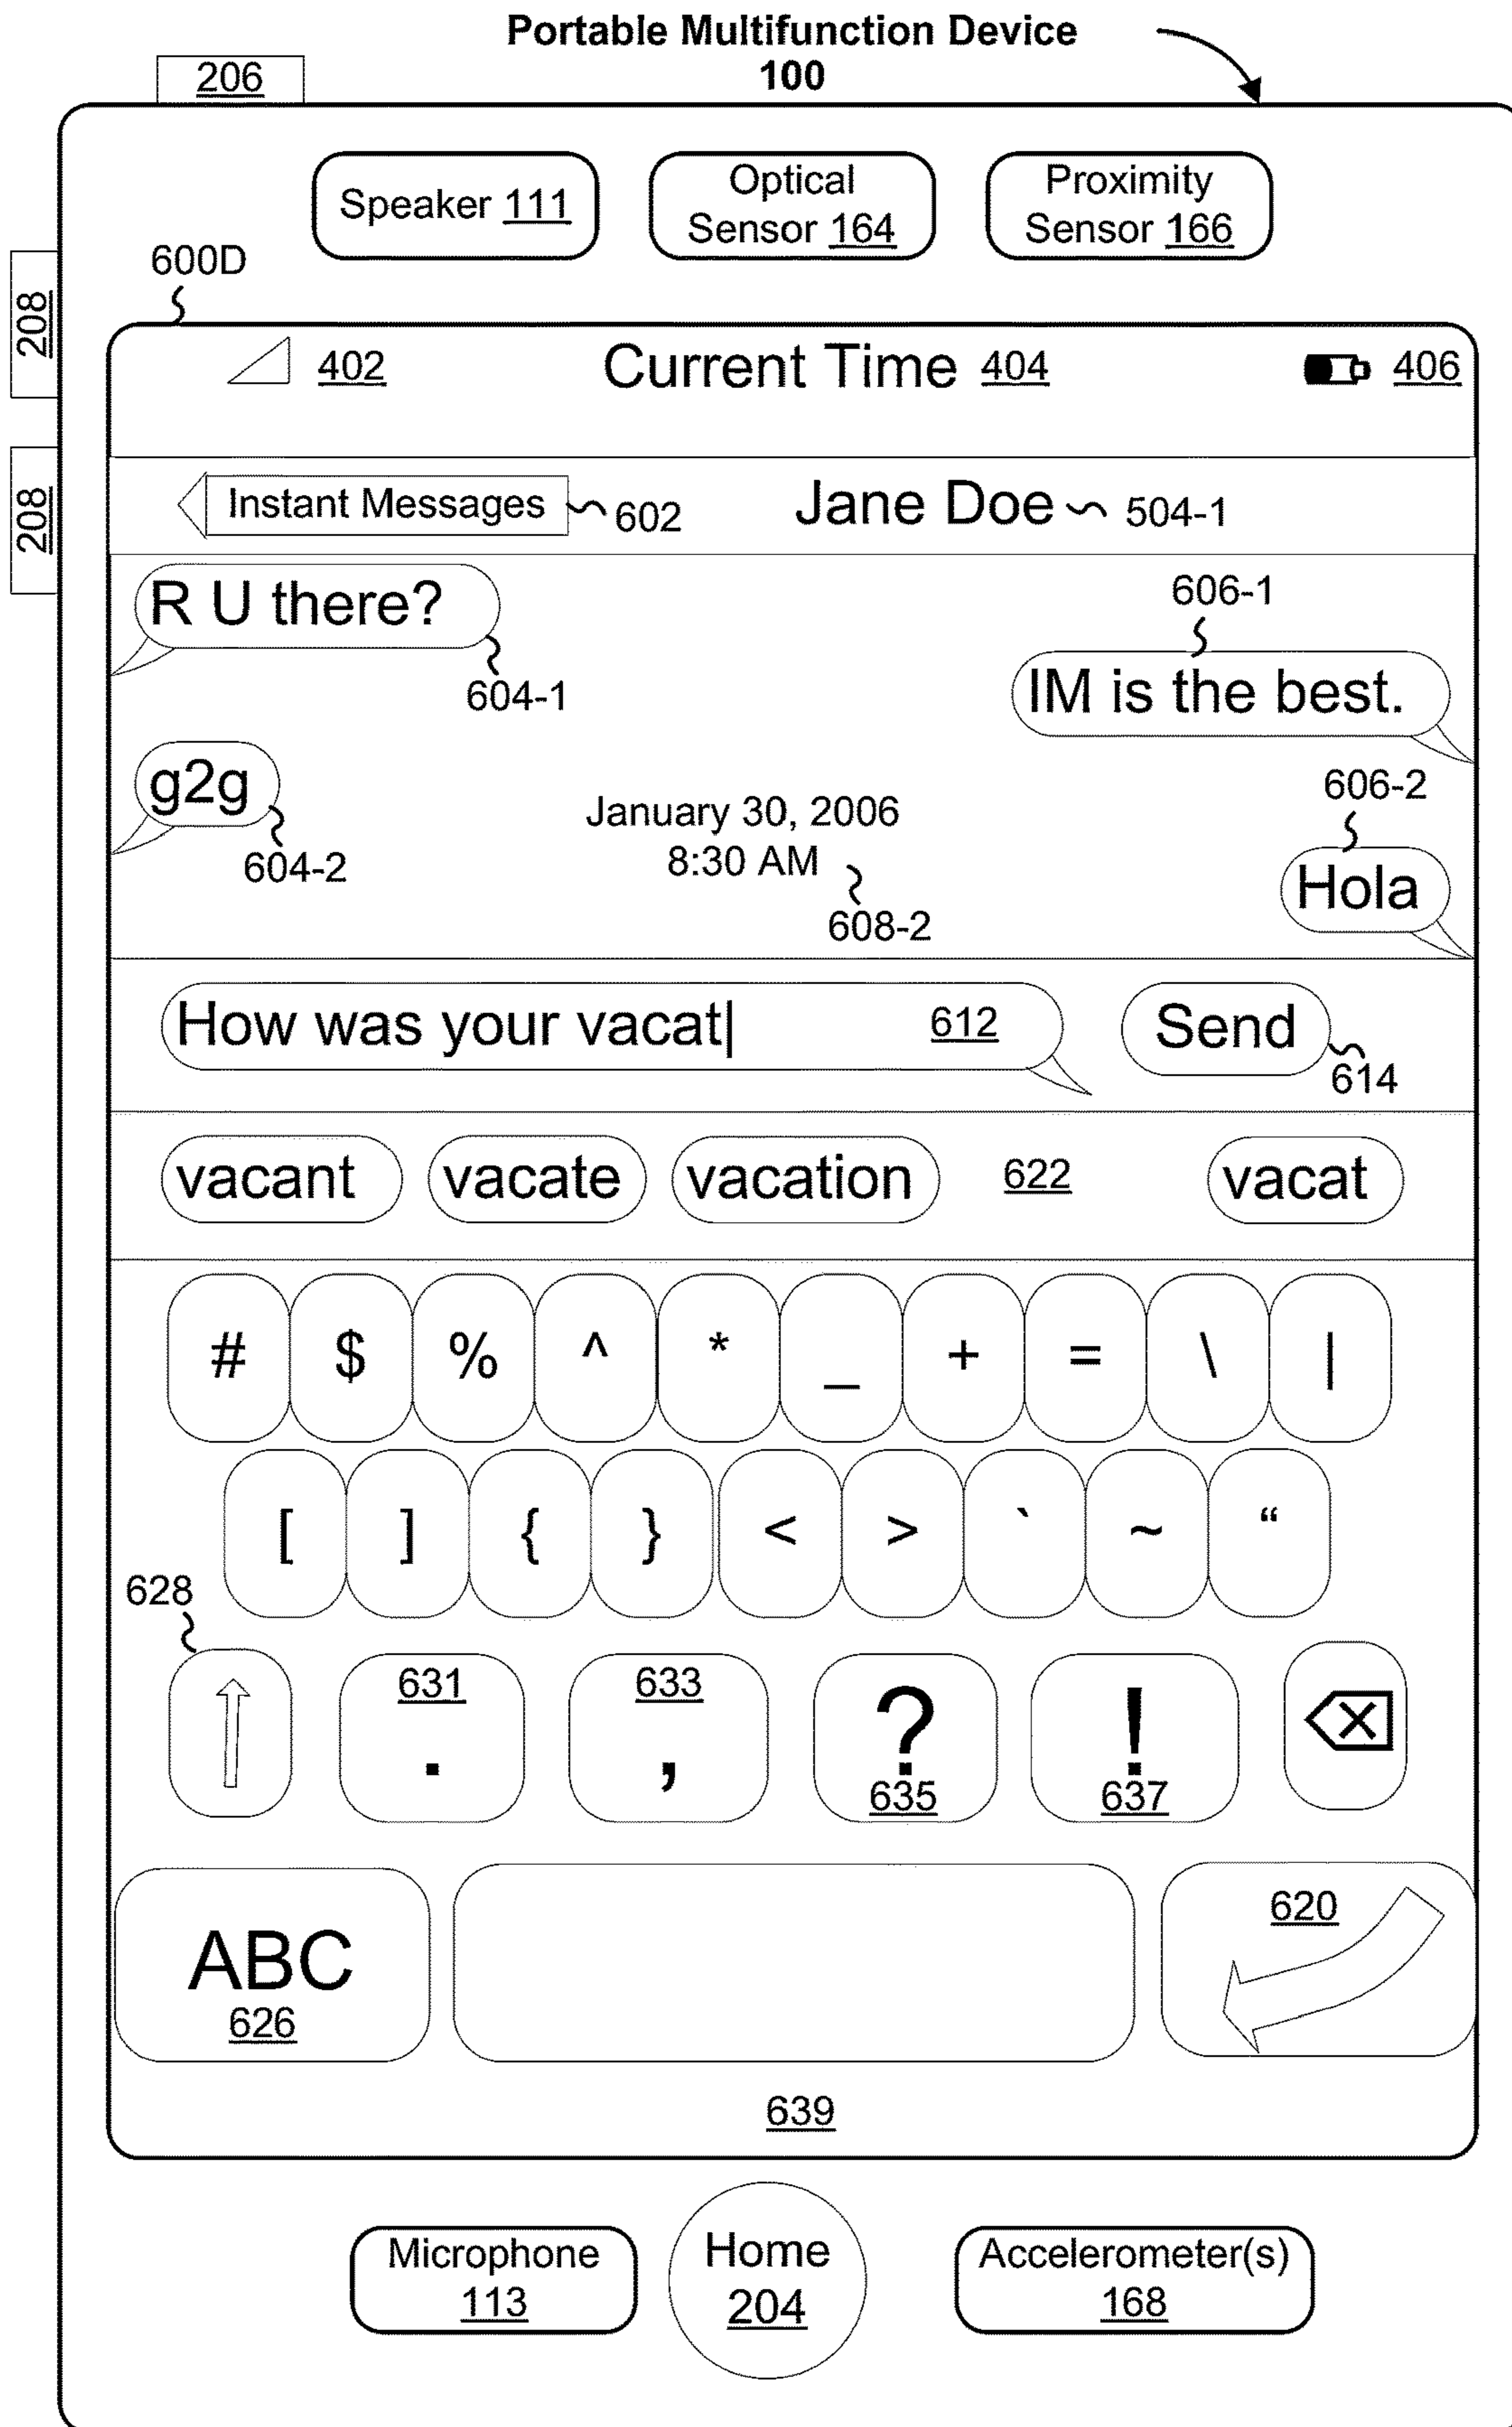 Portable Multifunction Device
100
206
Speaker 111
Optical
Sensor 164
Proximity
Sensor 166
600D
208
208
402
Current Time 404
406
Instant Messages
602
Jane Doe
504-1
R U there?
604-1
606-1
IM is the best.
g2g
604-2
January 30, 2006
8:30 AM
608-2
606-2
Hola
How was your vacat|
612
Send
614
vacant
vacate
vacation
622
vacat
# $ % ^ * _ + = \ |
[ ] { } < > ` ~ “
628
631
.
633
,
?
635
!
637
ABC
626
620
639
Microphone
113
Home
204
Accelerometer(s)
168